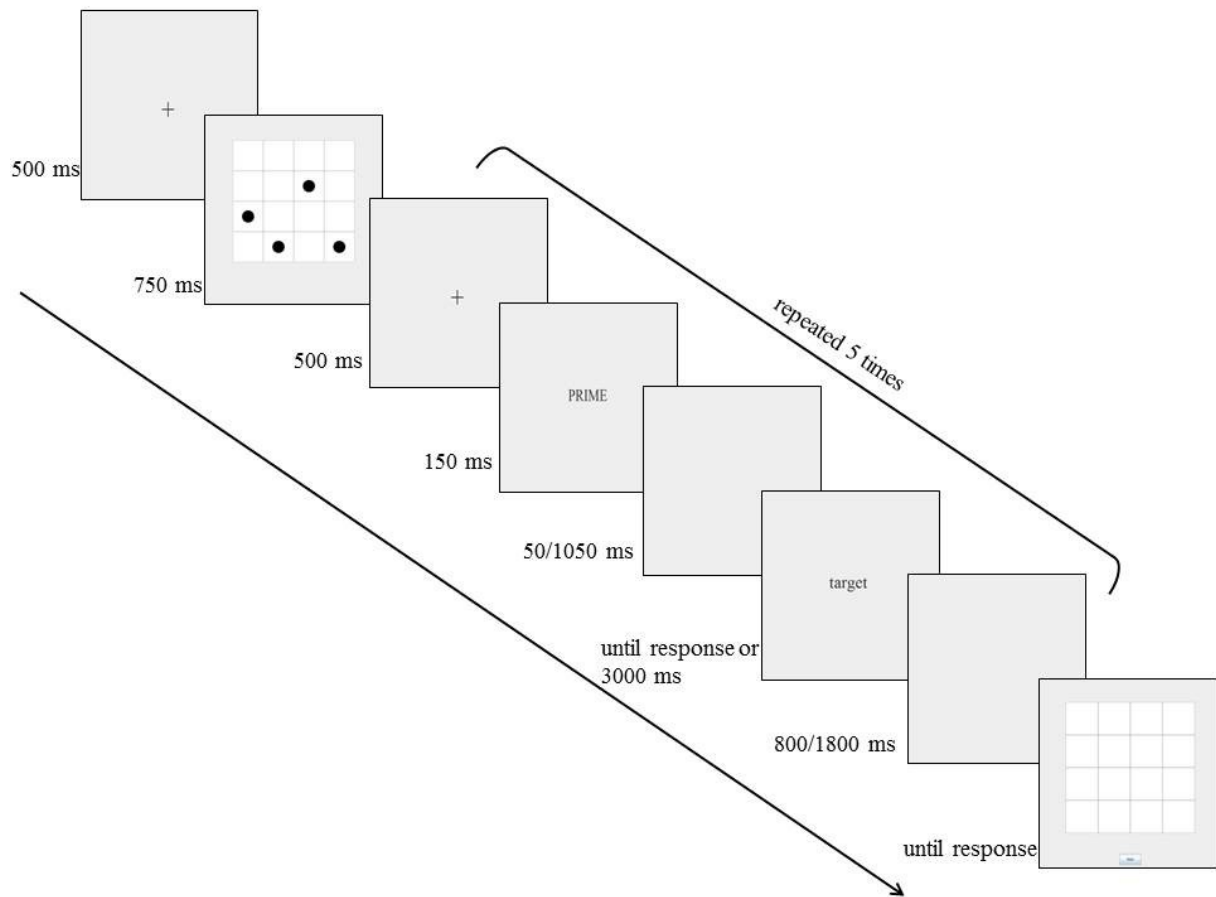 500 ms
750 ms
500 ms
PRIME
150 ms
50/1050 ms
target
until response or
3000 ms
800/1800 ms
until response
repeated 5 times